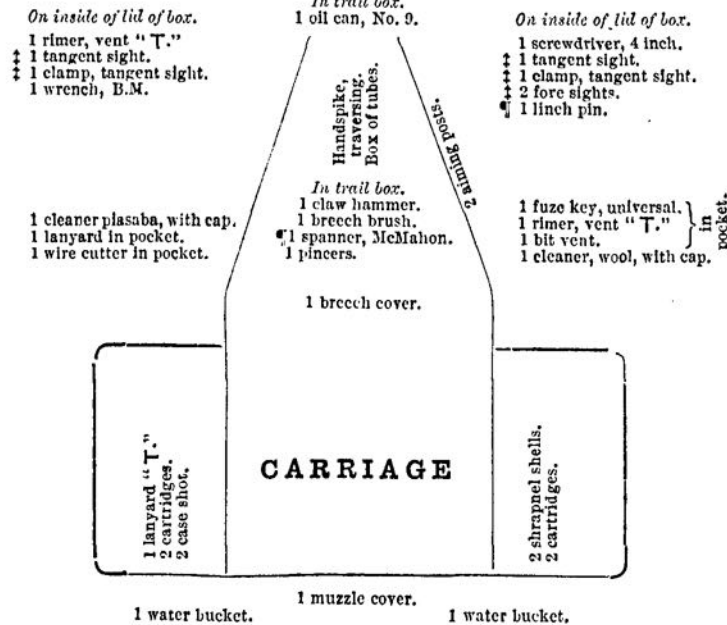 On inside of lid of box.
1 rimer, vent "T."
‡ 1 tangent sight.
‡ 1 clamp, tangent sight.
1 wrench, B.M.
In trail box.
1 oil can, No. 9.
On inside of lid of box.
1 screwdriver, 4 inch.
‡ 1 tangent sight.
‡ 1 clamp, tangent sight.
‡ 2 fore sights.
¶ 1 linch pin.
Handspike,
traversing.
Box of tubes.
2 aiming posts.
1 cleaner piasaba, with cap.
1 lanyard in pocket.
1 wire cutter in pocket.
In trail box.
1 claw hammer.
1 breech brush.
¶ 1 spanner, McMahon.
1 pincers.
1 fuze key, universal.
1 rimer, vent "T."
1 bit vent.
in
pocket.
1 cleaner, wool, with cap.
1 breech cover.
1 lanyard "T."
2 cartridges.
2 case shot.
CARRIAGE
2 shrapnel shells.
2 cartridges.
1 muzzle cover.
1 water bucket.
1 water bucket.